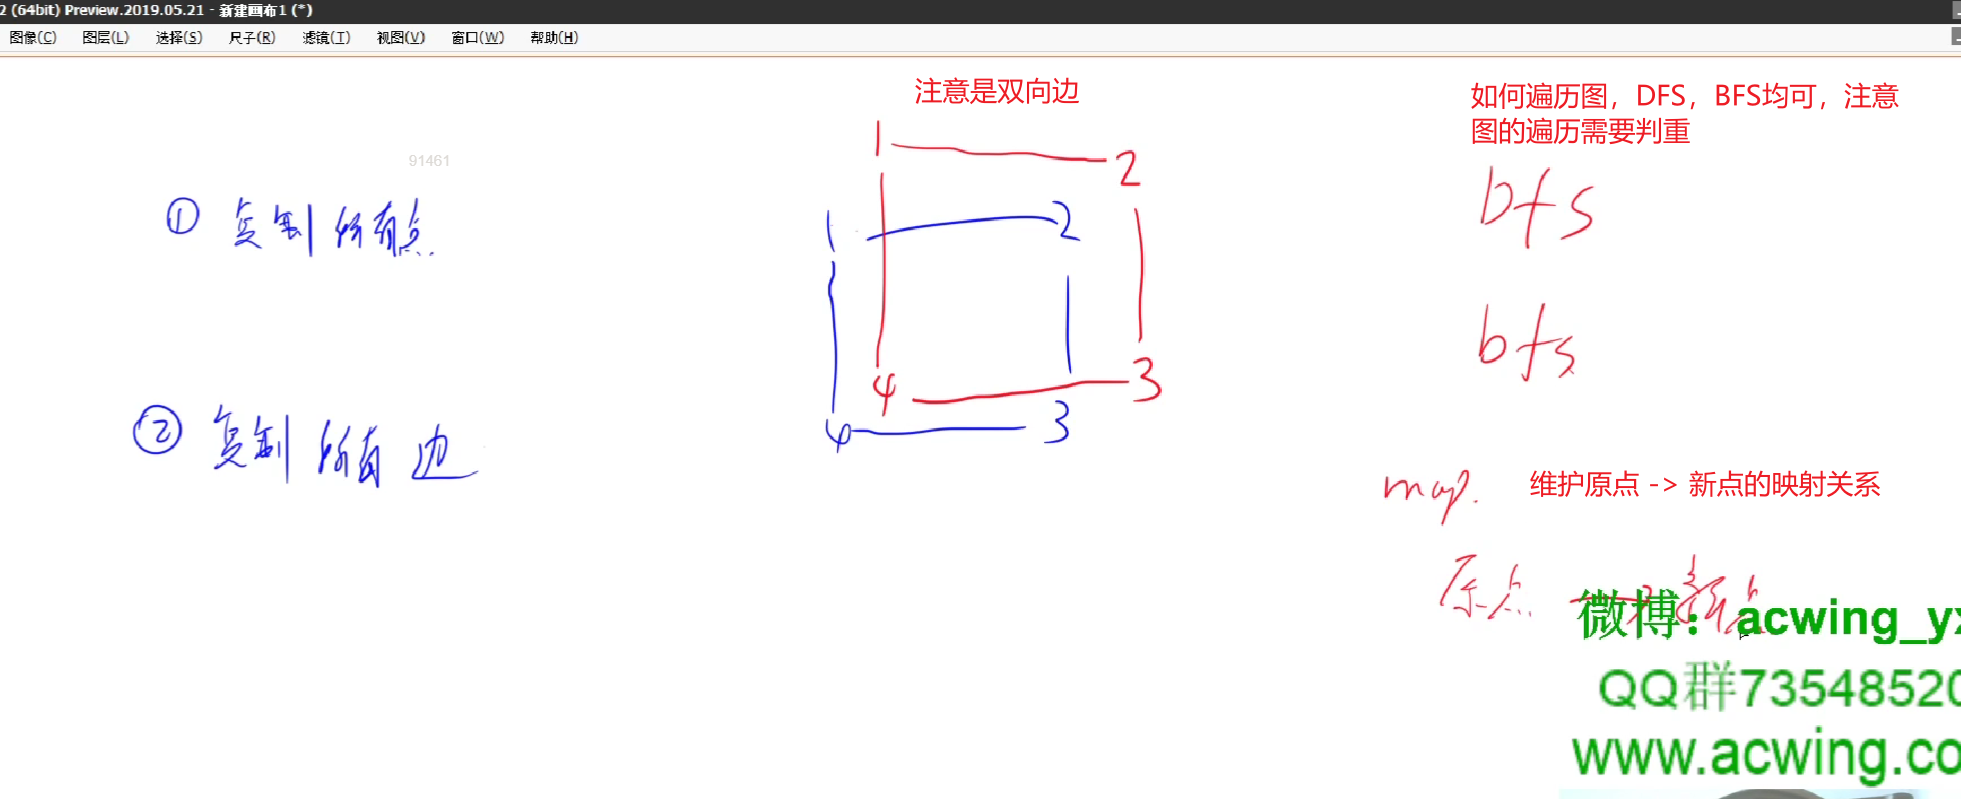 2 (64bit) Preview.2019.05.21 - 新建画布1 (*)
图像(C) 图层(L) 选择(S) 尺子(R) 滤镜(T) 视图(V) 窗口(W) 帮助(H)
注意是双向边
如何遍历图，DFS，BFS均可，注意
图的遍历需要判重
91461
① 复制 所有点
② 复制 所有 边
1 2
1 2
4 3
4 3
bfs
bfs
map. 维护原点 -> 新点的映射关系
原点 -> 新点
微博：acwing_yx
QQ群73548520
www.acwing.co